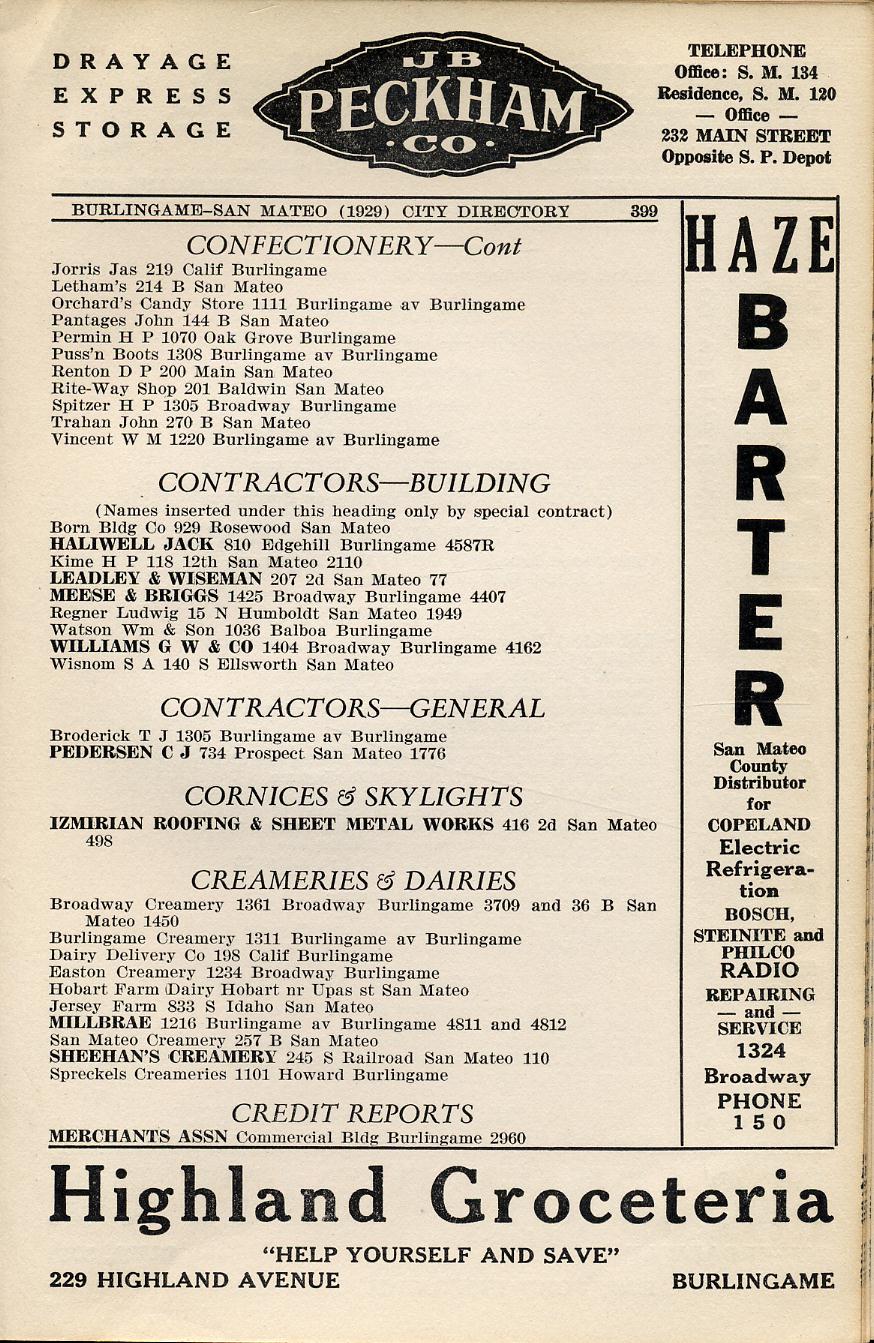 DRAYAGE
EXPRESS
STORAGE
JB
PECKHAM
·CO·
TELEPHONE
Office: S. M. 134
Residence, S. M. 120
— Office —
232 MAIN STREET
Opposite S. P. Depot
BURLINGAME-SAN MATEO (1929) CITY DIRECTORY 399
CONFECTIONERY—Cont
Jorris Jas 219 Calif Burlingame
Letham's 214 B San Mateo
Orchard's Candy Store 1111 Burlingame av Burlingame
Pantages John 144 B San Mateo
Permin H P 1070 Oak Grove Burlingame
Puss'n Boots 1308 Burlingame av Burlingame
Renton D P 200 Main San Mateo
Rite-Way Shop 201 Baldwin San Mateo
Spitzer H P 1305 Broadway Burlingame
Trahan John 270 B San Mateo
Vincent W M 1220 Burlingame av Burlingame
CONTRACTORS—BUILDING
(Names inserted under this heading only by special contract)
Born Bldg Co 929 Rosewood San Mateo
HALIWELL JACK 810 Edgehill Burlingame 4587R
Kime H P 118 12th San Mateo 2110
LEADLEY & WISEMAN 207 2d San Mateo 77
MEESE & BRIGGS 1425 Broadway Burlingame 4407
Regner Ludwig 15 N Humboldt San Mateo 1949
Watson Wm & Son 1036 Balboa Burlingame
WILLIAMS G W & CO 1404 Broadway Burlingame 4162
Wisnom S A 140 S Ellsworth San Mateo
CONTRACTORS—GENERAL
Broderick T J 1305 Burlingame av Burlingame
PEDERSEN C J 734 Prospect San Mateo 1776
CORNICES & SKYLIGHTS
IZMIRIAN ROOFING & SHEET METAL WORKS 416 2d San Mateo
498
CREAMERIES & DAIRIES
Broadway Creamery 1361 Broadway Burlingame 3709 and 36 B San
Mateo 1450
Burlingame Creamery 1311 Burlingame av Burlingame
Dairy Delivery Co 198 Calif Burlingame
Easton Creamery 1234 Broadway Burlingame
Hobart Farm Dairy Hobart nr Upas st San Mateo
Jersey Farm 833 S Idaho San Mateo
MILLBRAE 1216 Burlingame av Burlingame 4811 and 4812
San Mateo Creamery 257 B San Mateo
SHEEHAN'S CREAMERY 245 S Railroad San Mateo 110
Spreckels Creameries 1101 Howard Burlingame
CREDIT REPORTS
MERCHANTS ASSN Commercial Bldg Burlingame 2960
HAZE
B
A
R
T
E
R
San Mateo
County
Distributor
for
COPELAND
Electric
Refrigera-
tion
BOSCH,
STEINITE and
PHILCO
RADIO
REPAIRING
— and —
SERVICE
1324
Broadway
PHONE
1 5 0
Highland Groceteria
"HELP YOURSELF AND SAVE"
229 HIGHLAND AVENUE BURLINGAME